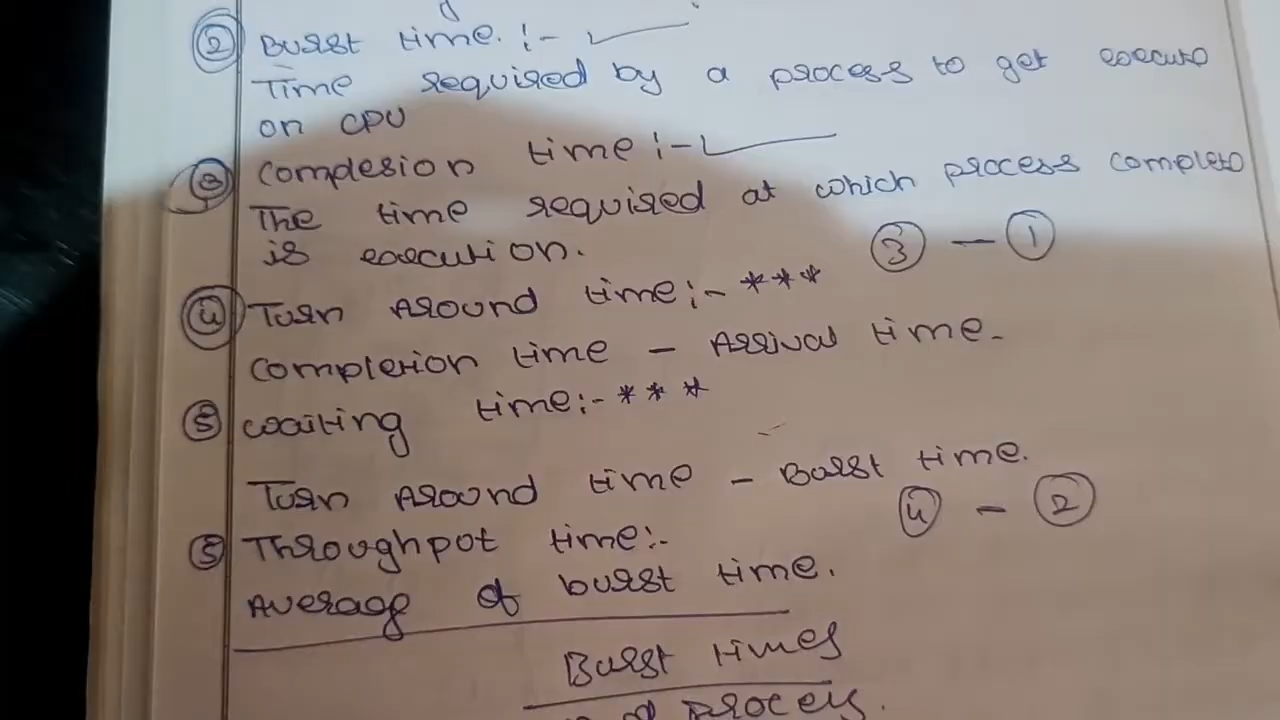 ② Burst time :-
Time required by a process to get execute
on CPU
③ Complesion time :-
The time required at which process complete
is execution.
③ — ①
④ Turn Around time :- ***
Completion time - Arrival time.
⑤ waiting time :- ***
Turn Around time - Burst time.
④ - ②
⑤ Throughpot time :-
Average of burst time.
Burst times
of process.